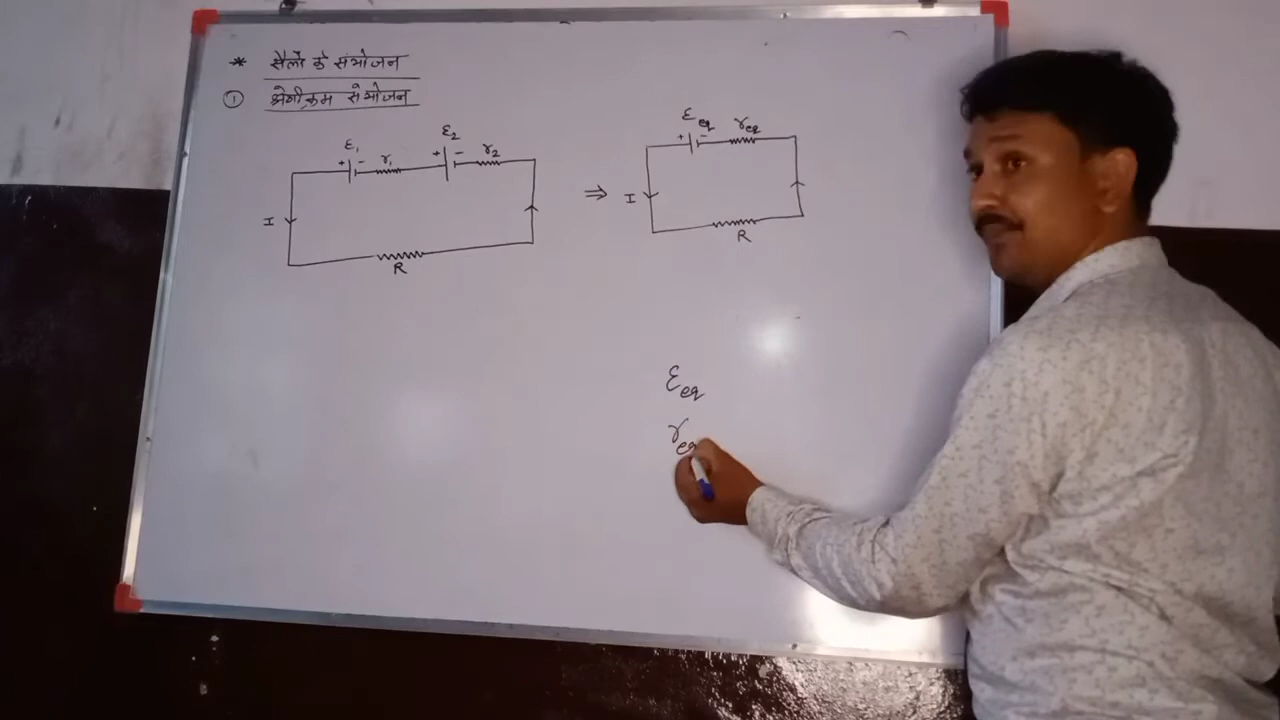 * सैलों के संयोजन
① श्रेणीक्रम संयोजन
ε₁ ε₂
+ - r₁ + - r₂
I
R
⇒
ε_eq
+ - r_eq
I
R
ε_eq
r_eq